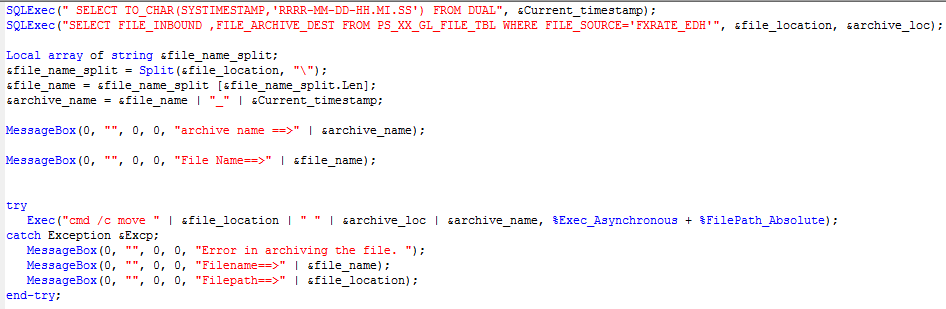 SQLExec(" SELECT TO_CHAR(SYSTIMESTAMP,'RRRR-MM-DD-HH.MI.SS') FROM DUAL", &Current_timestamp);
SQLExec("SELECT FILE_INBOUND ,FILE_ARCHIVE_DEST FROM PS_XX_GL_FILE_TBL WHERE FILE_SOURCE='FXRATE_EDH'", &file_location, &archive_loc);
Local array of string &file_name_split;
&file_name_split = Split(&file_location, "\");
&file_name = &file_name_split [&file_name_split.Len];
&archive_name = &file_name | "_" | &Current_timestamp;
MessageBox(0, "", 0, 0, "archive name ==>" | &archive_name);
MessageBox(0, "", 0, 0, "File Name==>" | &file_name);
try
Exec("cmd /c move " | &file_location | " " | &archive_loc | &archive_name, %Exec_Asynchronous + %FilePath_Absolute);
catch Exception &Excp;
MessageBox(0, "", 0, 0, "Error in archiving the file. ");
MessageBox(0, "", 0, 0, "Filename==>" | &file_name);
MessageBox(0, "", 0, 0, "Filepath==>" | &file_location);
end-try;